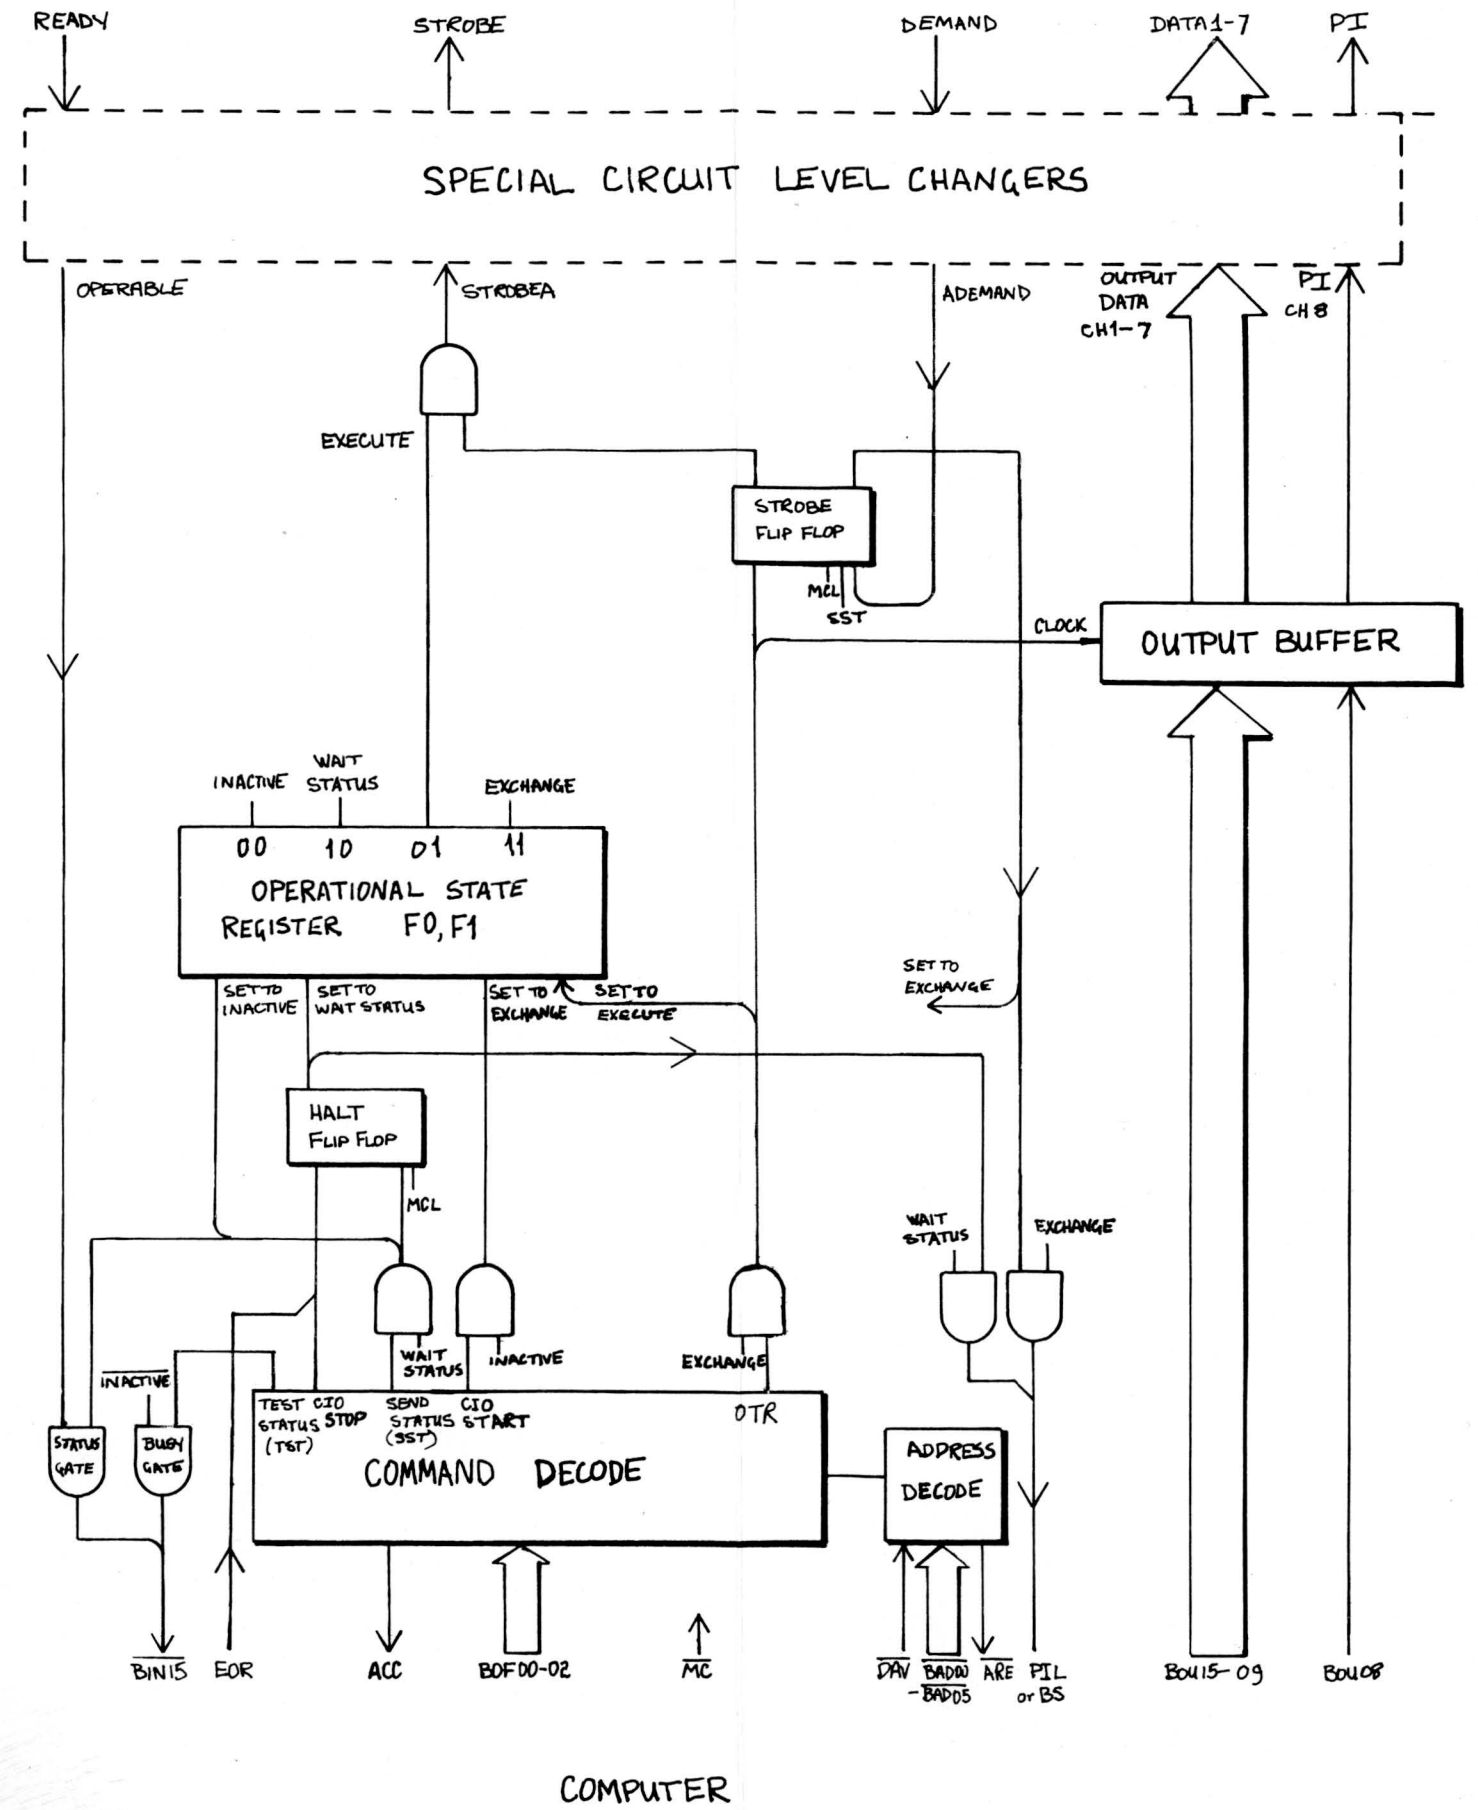 READY
STROBE
DEMAND
DATA1-7
PI
SPECIAL CIRCUIT LEVEL CHANGERS
OPERABLE
STROBEA
ADEMAND
OUTPUT
DATA
CH1-7
PI
CH8
EXECUTE
STROBE
FLIP FLOP
MCL
SST
CLOCK
OUTPUT BUFFER
INACTIVE
WAIT
STATUS
EXCHANGE
00 10 01 11
OPERATIONAL STATE
REGISTER F0, F1
SET TO
INACTIVE
SET TO
WAIT STATUS
SET TO
EXCHANGE
SET TO
EXECUTE
SET TO
EXCHANGE
HALT
FLIP FLOP
MCL
WAIT
STATUS
EXCHANGE
WAIT
STATUS
INACTIVE
EXCHANGE
INACTIVE
STATUS
GATE
BUSY
GATE
TEST
STATUS
(TST)
CIO
STOP
SEND
STATUS
(SST)
CIO
START
OTR
COMMAND DECODE
ADDRESS
DECODE
BIN15
EOR
ACC
BOF00-02
MC
DAV
BAD00
-BAD05
ARE
PIL
or BS
BOU15-09
BOU08
COMPUTER